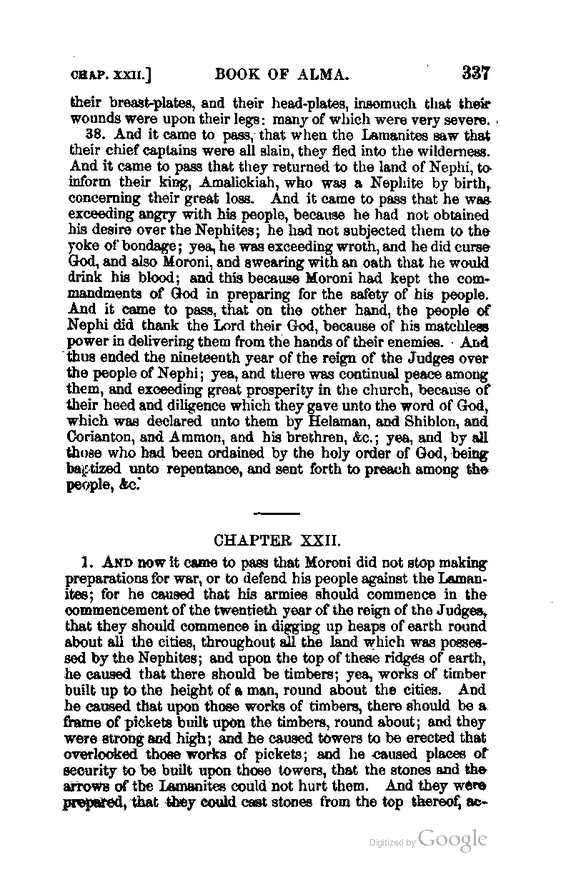 CHAP. XXII.] BOOK OF ALMA. 337
their breast-plates, and their head-plates, insomuch that their
wounds were upon their legs: many of which were very severe.
38. And it came to pass, that when the Lamanites saw that
their chief captains were all slain, they fled into the wilderness.
And it came to pass that they returned to the land of Nephi, to
inform their king, Amalickiah, who was a Nephite by birth,
concerning their great loss. And it came to pass that he was
exceeding angry with his people, because he had not obtained
his desire over the Nephites; he had not subjected them to the
yoke of bondage; yea, he was exceeding wroth, and he did curse
God, and also Moroni, and swearing with an oath that he would
drink his blood; and this because Moroni had kept the com-
mandments of God in preparing for the safety of his people.
And it came to pass, that on the other hand, the people of
Nephi did thank the Lord their God, because of his matchless
power in delivering them from the hands of their enemies. And
thus ended the nineteenth year of the reign of the Judges over
the people of Nephi; yea, and there was continual peace among
them, and exceeding great prosperity in the church, because of
their heed and diligence which they gave unto the word of God,
which was declared unto them by Helaman, and Shiblon, and
Corianton, and Ammon, and his brethren, &c.; yea, and by all
those who had been ordained by the holy order of God, being
baptized unto repentance, and sent forth to preach among the
people, &c.
CHAPTER XXII.
1. AND now it came to pass that Moroni did not stop making
preparations for war, or to defend his people against the Laman-
ites; for he caused that his armies should commence in the
commencement of the twentieth year of the reign of the Judges,
that they should commence in digging up heaps of earth round
about all the cities, throughout all the land which was posses-
sed by the Nephites; and upon the top of these ridges of earth,
he caused that there should be timbers; yea, works of timber
built up to the height of a man, round about the cities. And
he caused that upon those works of timbers, there should be a
frame of pickets built upon the timbers, round about; and they
were strong and high; and he caused towers to be erected that
overlooked those works of pickets; and he caused places of
security to be built upon those towers, that the stones and the
arrows of the Lamanites could not hurt them. And they were
prepared, that they could cast stones from the top thereof, ac-
Digitized by Google